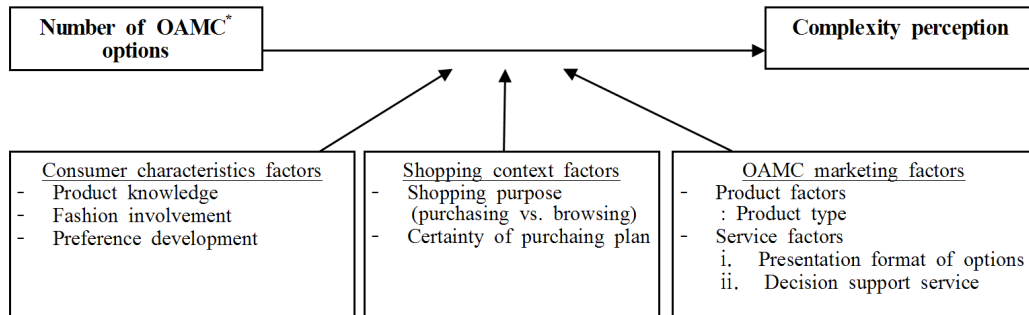 Number of OAMC*
options
Complexity perception
Consumer characteristics factors
- Product knowledge
- Fashion involvement
- Preference development
Shopping context factors
- Shopping purpose
(purchasing vs. browsing)
- Certainty of purchaing plan
OAMC marketing factors
- Product factors
: Product type
- Service factors
i. Presentation format of options
ii. Decision support service